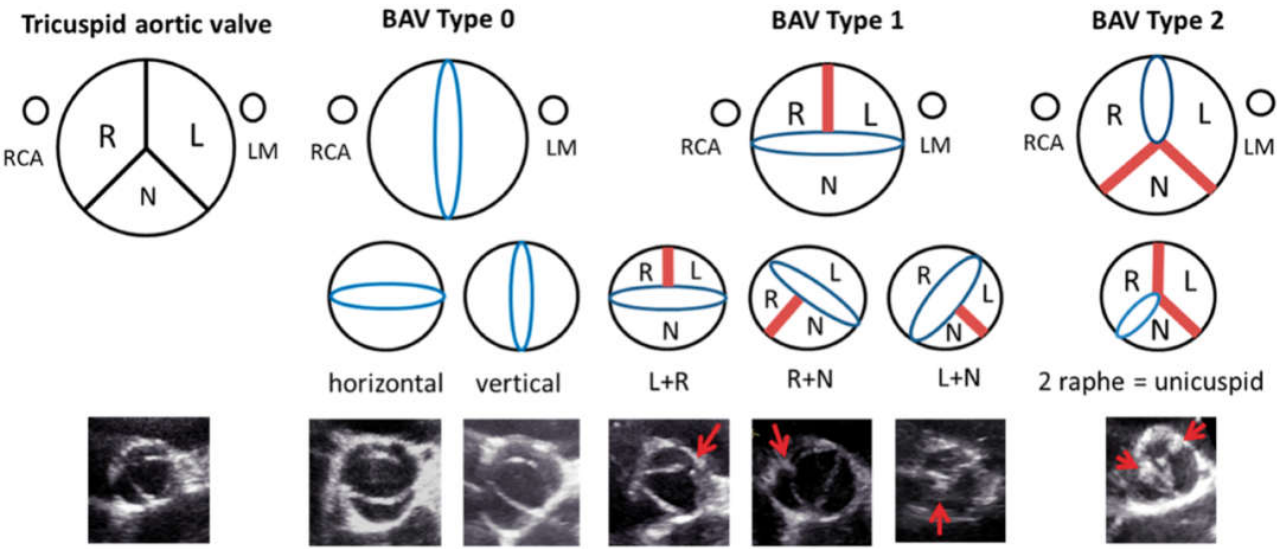 Tricuspid aortic valve
BAV Type 0
BAV Type 1
BAV Type 2
R L N
RCA
LM
RCA
LM
R L
N
RCA
LM
R L
N
RCA
LM
R L
N
R L
N
R
L
N
R
L
N
R L
N
horizontal
vertical
L+R
R+N
L+N
2 raphe = unicuspid